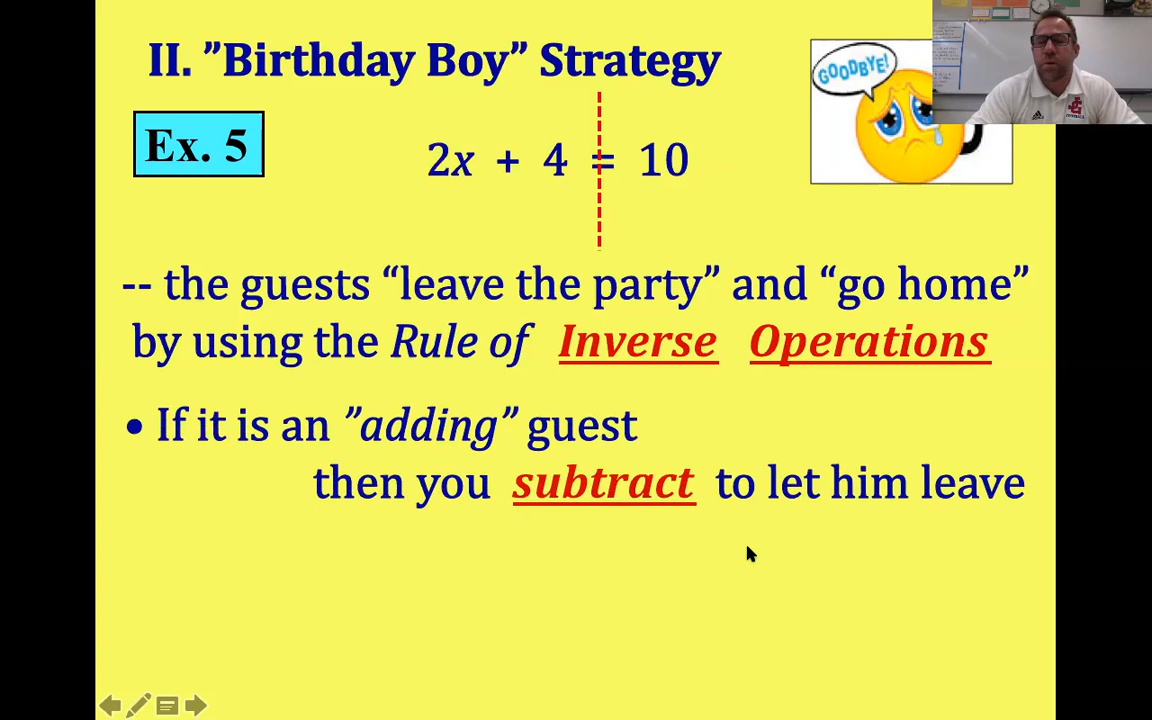 II. ”Birthday Boy” Strategy
GOODBYE!
Ex. 5
2x + 4 = 10
-- the guests “leave the party” and “go home”
by using the Rule of Inverse Operations
• If it is an ”adding” guest
then you subtract to let him leave